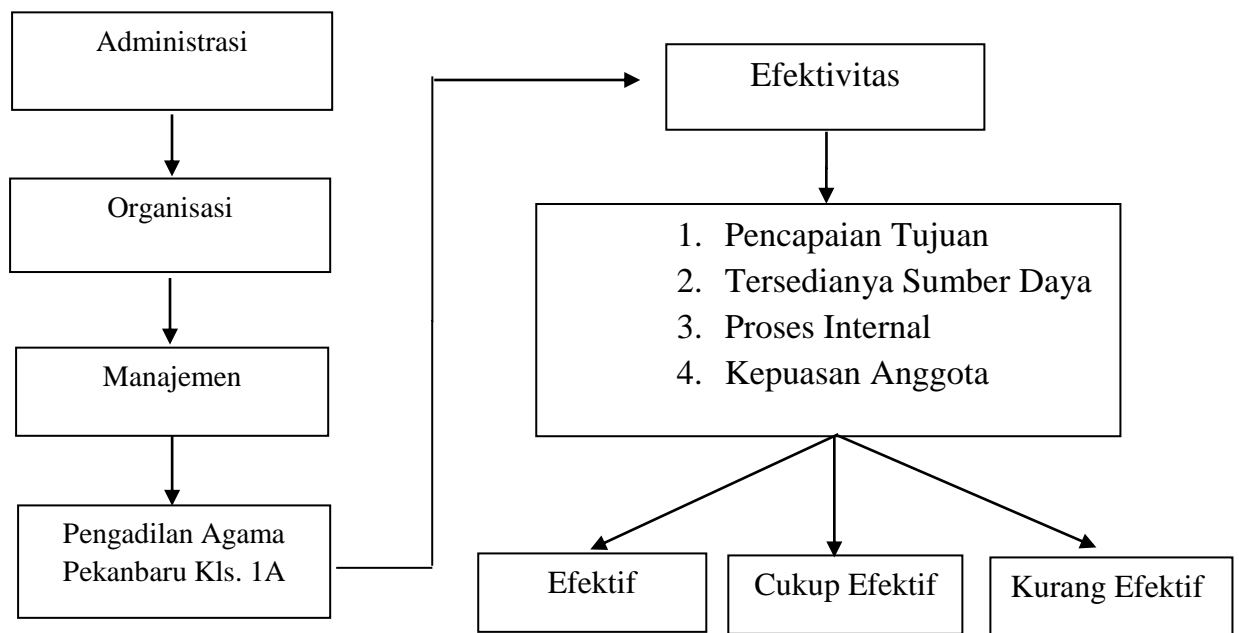 Administrasi
Organisasi
Manajemen
Pengadilan Agama
Pekanbaru Kls. 1A
Efektivitas
1. Pencapaian Tujuan
2. Tersedianya Sumber Daya
3. Proses Internal
4. Kepuasan Anggota
Efektif
Cukup Efektif
Kurang Efektif